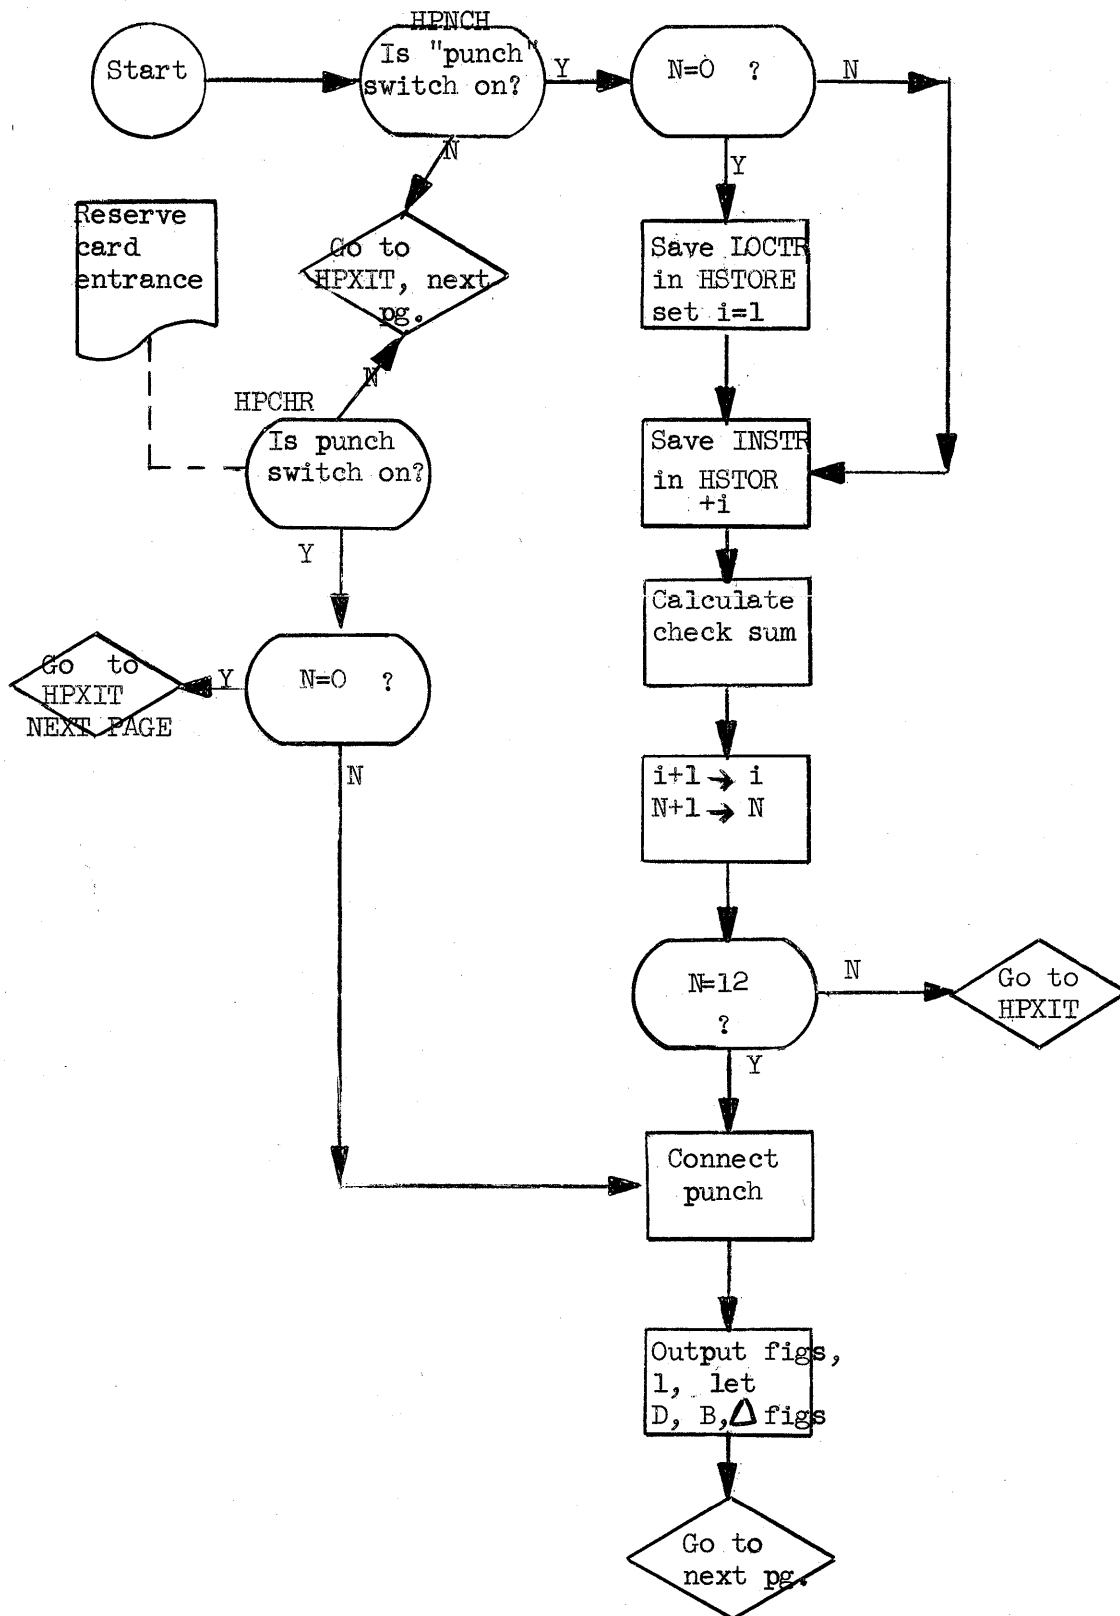 HPNCH
Start
Is "punch"
switch on?
Y
N=0 ?
N
N
Y
Reserve
card
entrance
Go to
HPXIT, next
pg.
Save LOCTR
in HSTORE
set i=1
N
HPCHR
Is punch
switch on?
Save INSTR
in HSTOR
+i
Y
Calculate
check sum
Go to
HPXIT
NEXT PAGE
Y
N=0 ?
N
i+1 → i
N+1 → N
N=12
?
N
Go to
HPXIT
Y
Connect
punch
Output figs,
1, let
D, B, Δ figs
Go to
next pg.